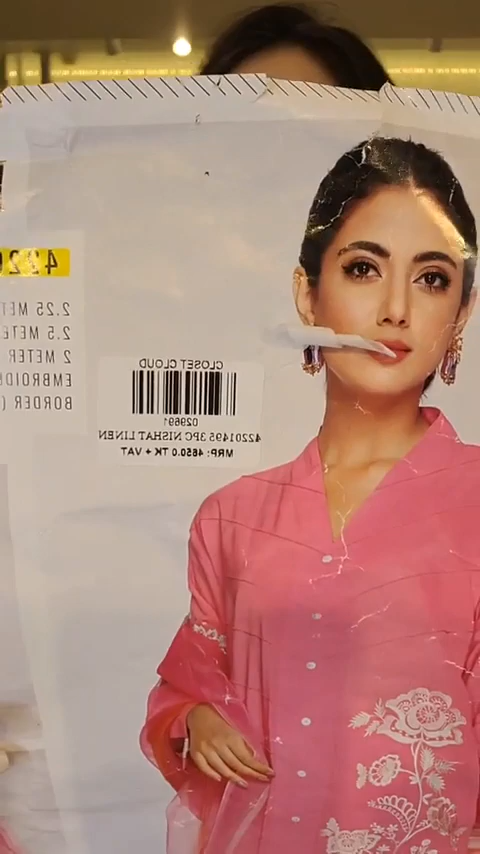 4220
2.25 METE
2.5 METE
2 METER
EMBROID
BORDER (
CLOSET CLOUD
029691
42201495 3PC NISHAT LINEN
MRP: 4650.0 TK + VAT